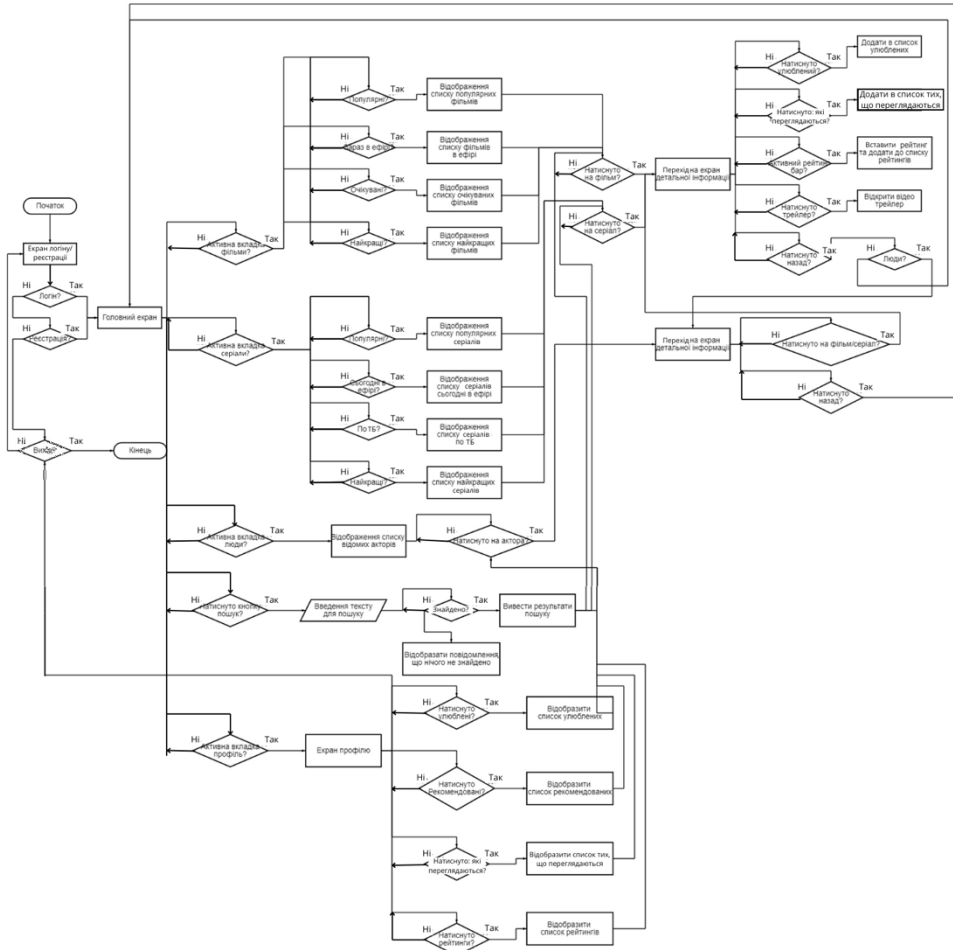 Початок
Екран логіну/
реєстрації
Ні
Логін?
Так
Ні
Реєстрація?
Так
Ні
Вихід?
Так
Кінець
Головний екран
Ні
Активна вкладка
фільми?
Так
Ні
Популярні?
Так
Відображення
списку популярних
фільмів
Ні
Зараз в ефірі?
Так
Відображення
списку фільмів
в ефірі
Ні
Очікувані?
Так
Відображення
списку очікуваних
фільмів
Ні
Найкращі?
Так
Відображення
списку найкращих
фільмів
Ні
Натиснуто
на фільм?
Так
Ні
Натиснуто
на серіал?
Так
Перехід на екран
детальної інформації
Ні
Натиснуто
улюблений?
Так
Додати в список
улюблених
Ні
Натиснуто: які
переглядаються?
Так
Додати в список тих,
що переглядаються
Ні
Активний рейтинг
бар?
Так
Вставити рейтинг
та додати до списку
рейтингів
Ні
Натиснуто
трейлер?
Так
Відкрити відео
трейлер
Ні
Натиснуто
назад?
Так
Ні
Люди?
Так
Ні
Активна вкладка
серіали?
Так
Ні
Популярні?
Так
Відображення
списку популярних
серіалів
Ні
Сьогодні в
ефірі?
Так
Відображення
списку серіалів
сьогодні в ефірі
Ні
По ТБ?
Так
Відображення
списку серіалів
по ТБ
Ні
Найкращі?
Так
Відображення
списку найкращих
серіалів
Перехід на екран
детальної інформації
Ні
Натиснуто на фільм/серіал?
Так
Ні
Натиснуто
назад?
Так
Ні
Активна вкладка
люди?
Так
Відображення списку
відомих акторів
Ні
Натиснуто на актора?
Так
Ні
Натиснуто кнопку
пошук?
Так
Введення тексту
для пошуку
Ні
Знайдено?
Так
Вивести результати
пошуку
Відобразати повідомлення,
що нічого не знайдено
Ні
Активна вкладка
профіль?
Так
Екран профілю
Ні
Натиснуто
улюблені?
Так
Відобразити
список улюблених
Ні
Натиснуто
Рекомендовані?
Так
Відобразити
список рекомендованих
Ні
Натиснуто: які
переглядаються?
Так
Відобразити список тих,
що переглядаються
Ні
Натиснуто
рейтинги?
Так
Відобразити
список рейтингів